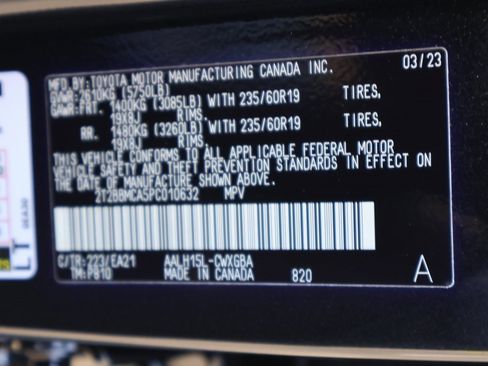 MFD. BY: TOYOTA MOTOR MANUFACTURING CANADA INC. 03/23
GVWR: 2610KG (5750LB)
GAWR: FRT. 1400KG (3085LB) WITH 235/60R19 TIRES,
19X8J RIMS,
RR. 1480KG (3260LB) WITH 235/60R19 TIRES,
19X8J RIMS,
THIS VEHICLE CONFORMS TO ALL APPLICABLE FEDERAL MOTOR
VEHICLE SAFETY AND THEFT PREVENTION STANDARDS IN EFFECT ON
THE DATE OF MANUFACTURE SHOWN ABOVE.
2T2BBMCA5PC010632 MPV
C/TR: 223/EA21 AALH15L-CWXGBA
TM: P810 MADE IN CANADA 820 A
LT
0EA30